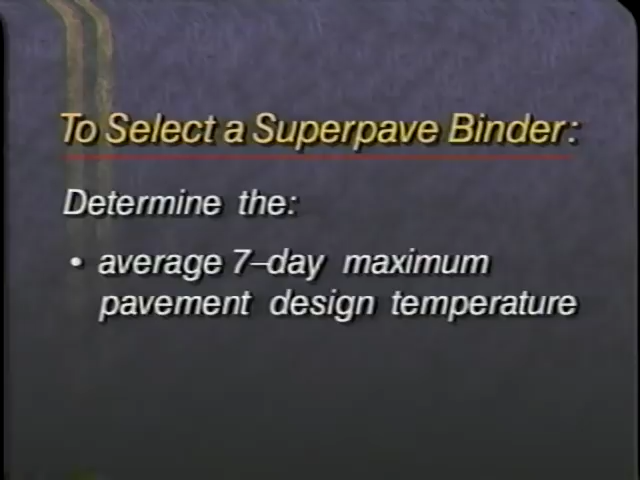 To Select a Superpave Binder:
Determine the:
• average 7–day maximum
pavement design temperature